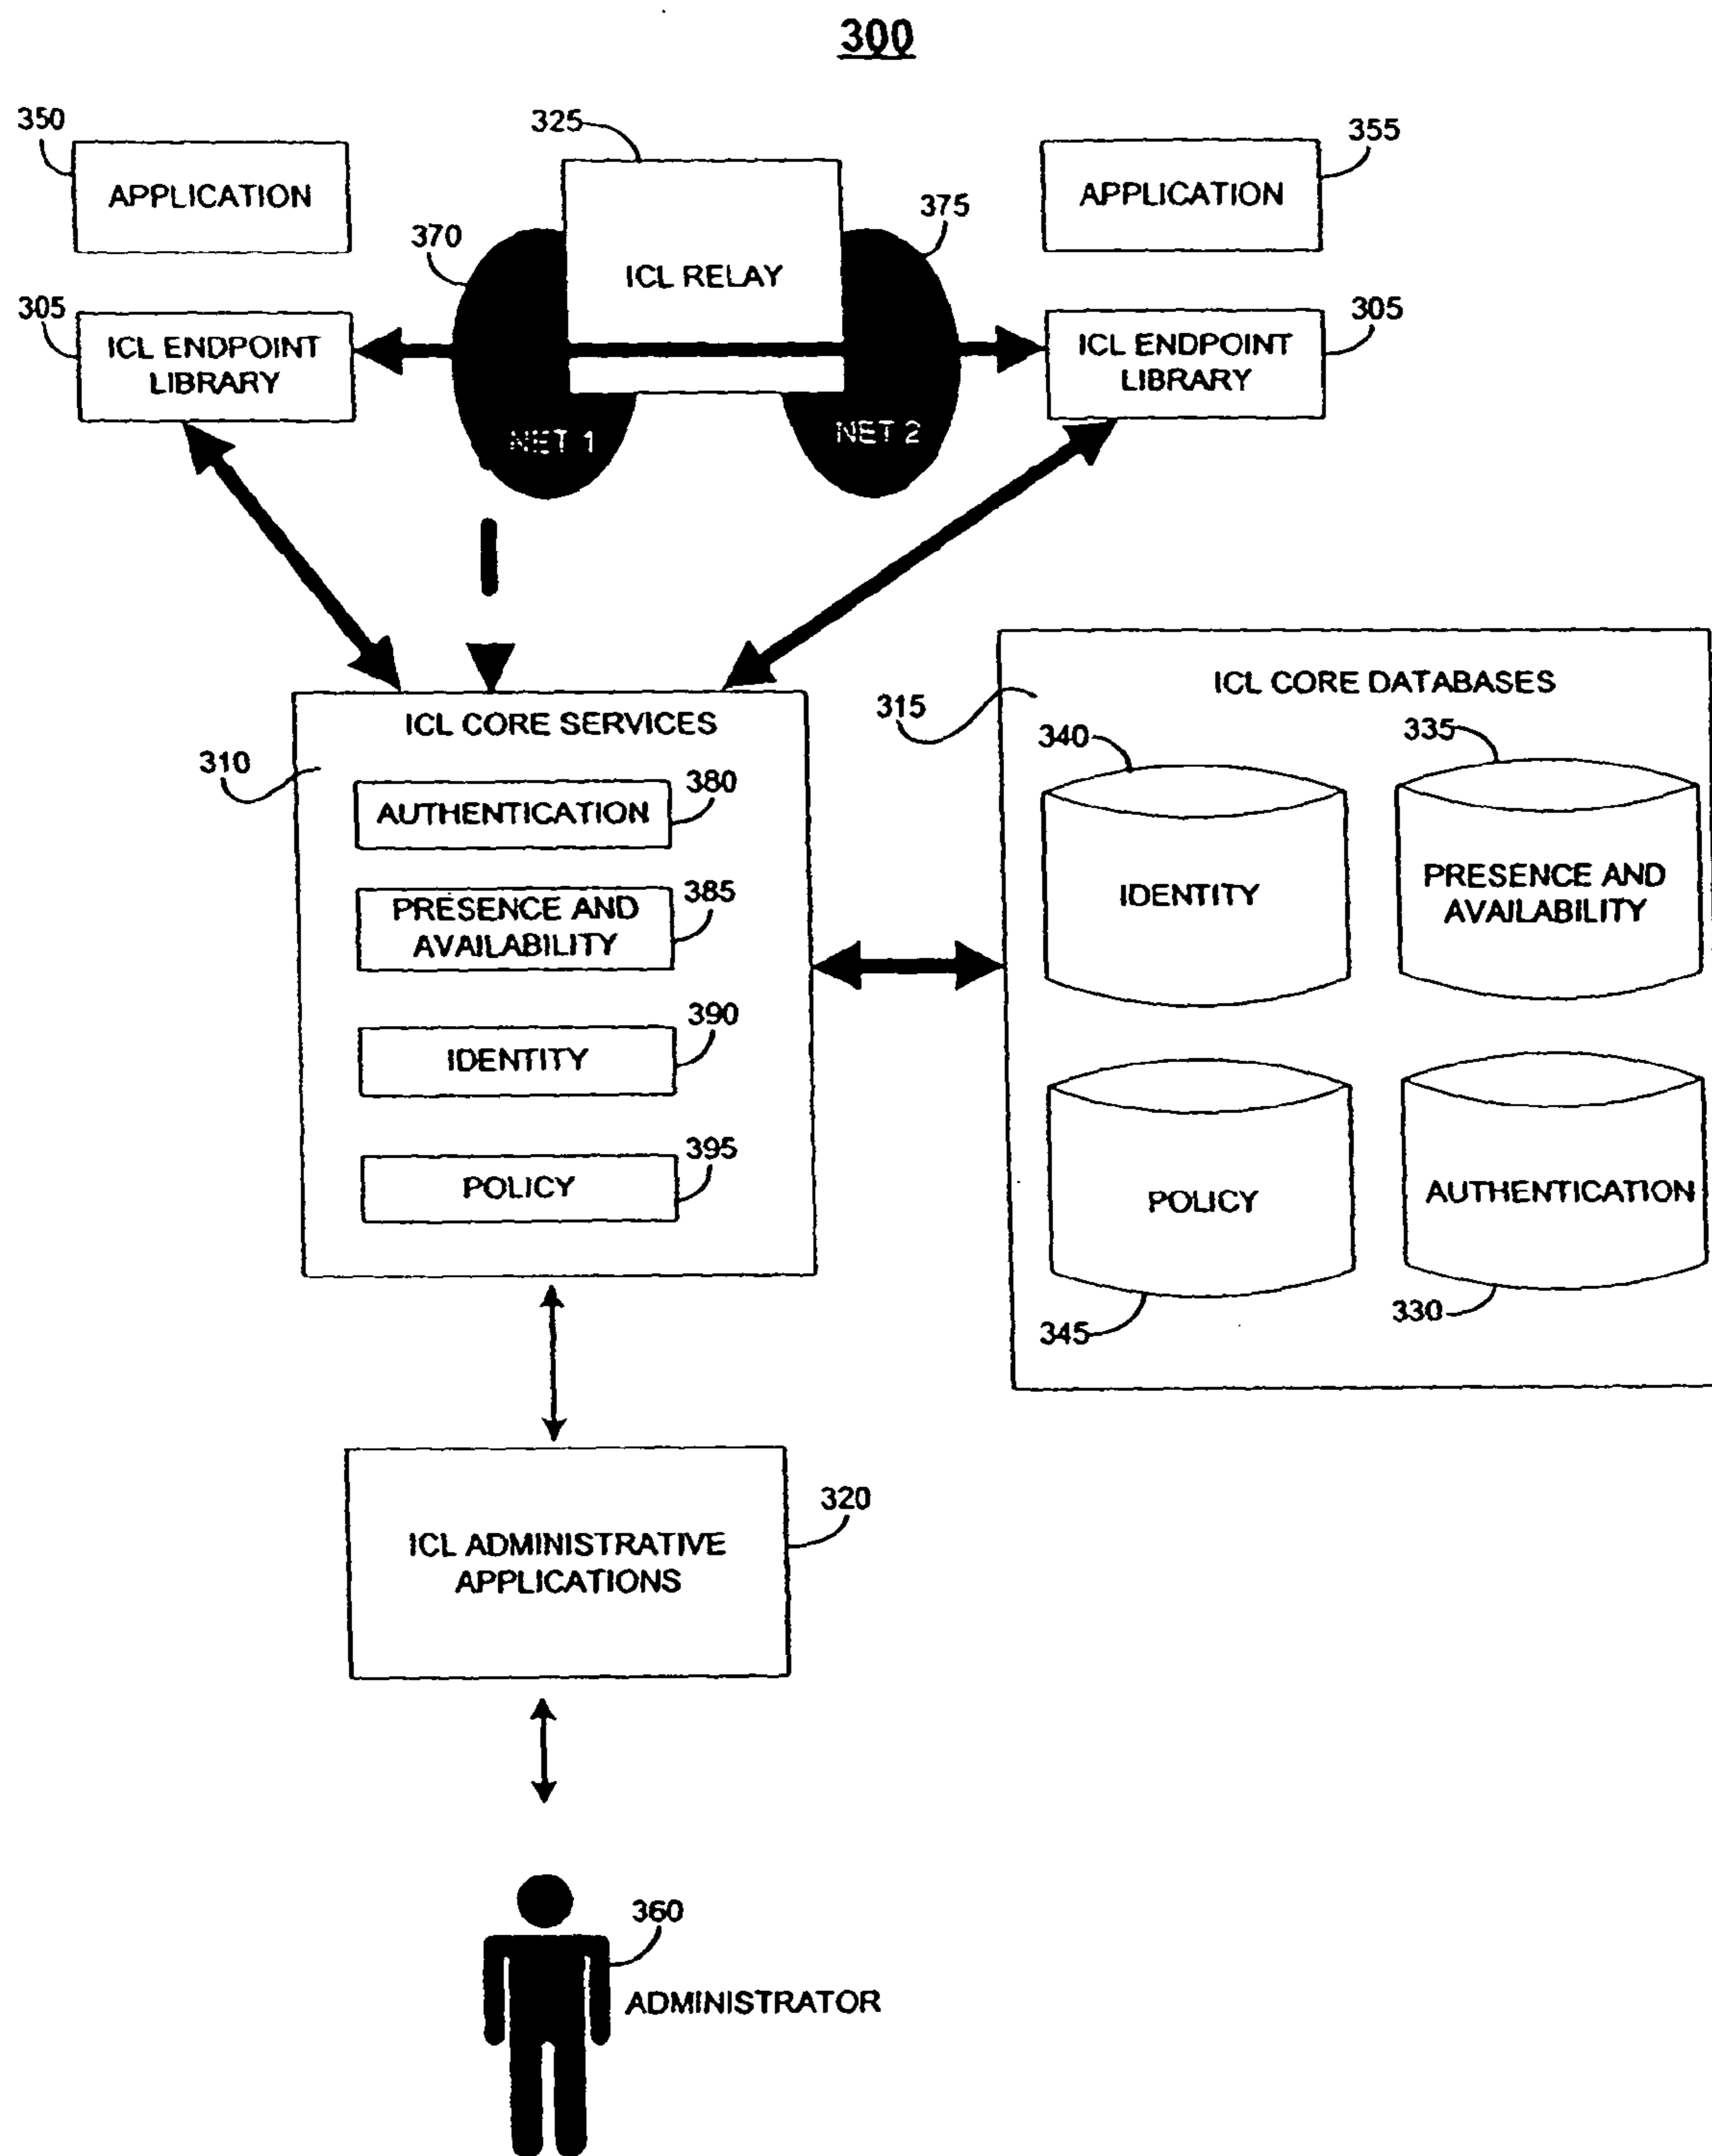 300
350
325
355
APPLICATION
APPLICATION
370
375
ICL RELAY
305
305
ICL ENDPOINT
LIBRARY
ICL ENDPOINT
LIBRARY
NET 1
NET 2
ICL CORE SERVICES
310
AUTHENTICATION
380
PRESENCE AND
AVAILABILITY
385
IDENTITY
390
POLICY
395
ICL CORE DATABASES
315
340
335
IDENTITY
PRESENCE AND
AVAILABILITY
POLICY
AUTHENTICATION
345
330
ICL ADMINISTRATIVE
APPLICATIONS
320
360
ADMINISTRATOR